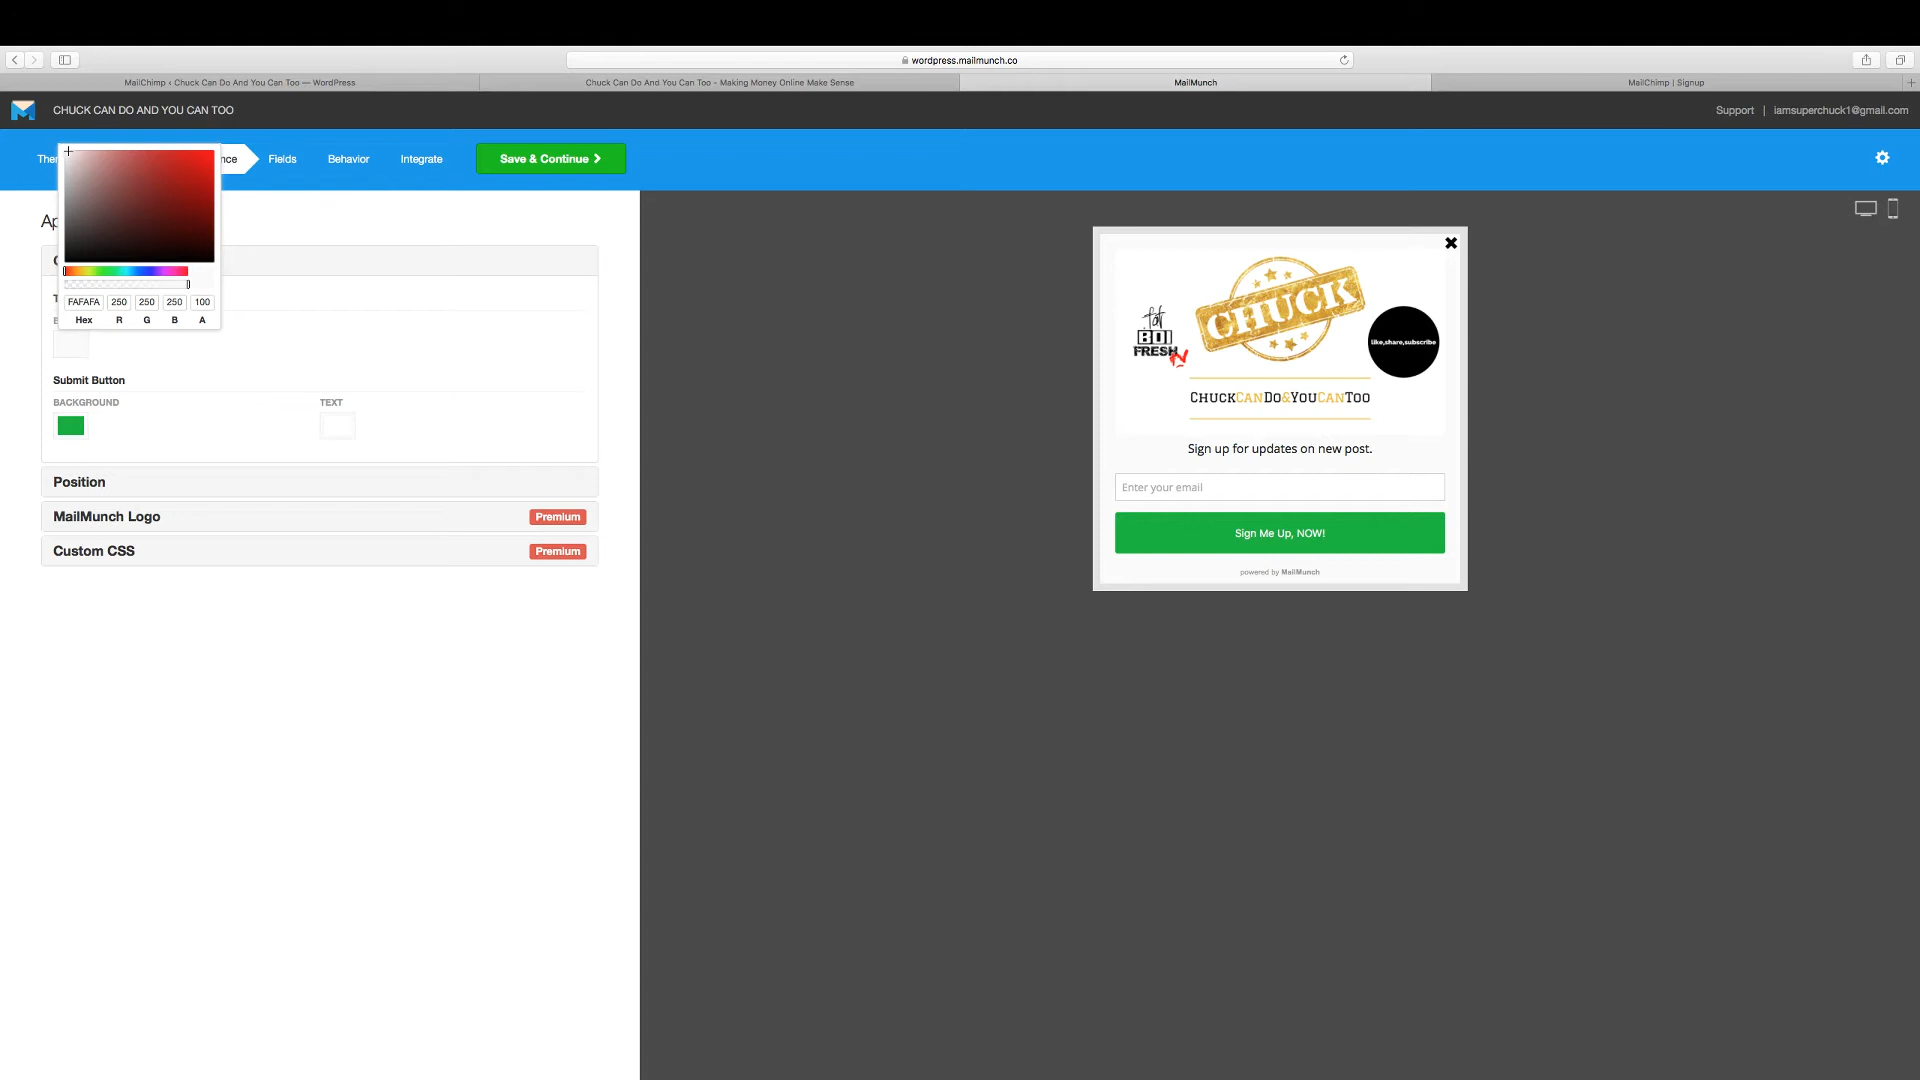 wordpress.mailmunch.co
MailChimp ‹ Chuck Can Do And You Can Too — WordPress
Chuck Can Do And You Can Too - Making Money Online Make Sense
MailMunch
MailChimp | Signup
CHUCK CAN DO AND YOU CAN TOO
Support | iamsuperchuck1@gmail.com
Fields
Behavior
Integrate
Save & Continue
FAFAFA 250 250 250 100
Hex R G B A
Submit Button
BACKGROUND
TEXT
Position
MailMunch Logo Premium
Custom CSS Premium
CHUCK
fat
BOI
FRESH
like,share,subscribe
ChuckCanDo&YouCanToo
Sign up for updates on new post.
Enter your email
Sign Me Up, NOW!
powered by MailMunch